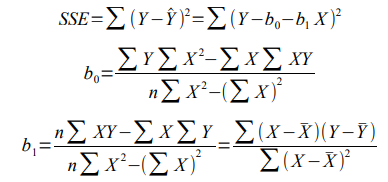 SSE=∑(Y−Ŷ)²=∑(Y−b₀−b₁X)²
b₀=(∑Y∑X²−∑X∑XY)/(n∑X²−(∑X)²)
b₁=(n∑XY−∑X∑Y)/(n∑X²−(∑X)²)=(∑(X−X̄)(Y−Ȳ))/(∑(X−X̄)²)